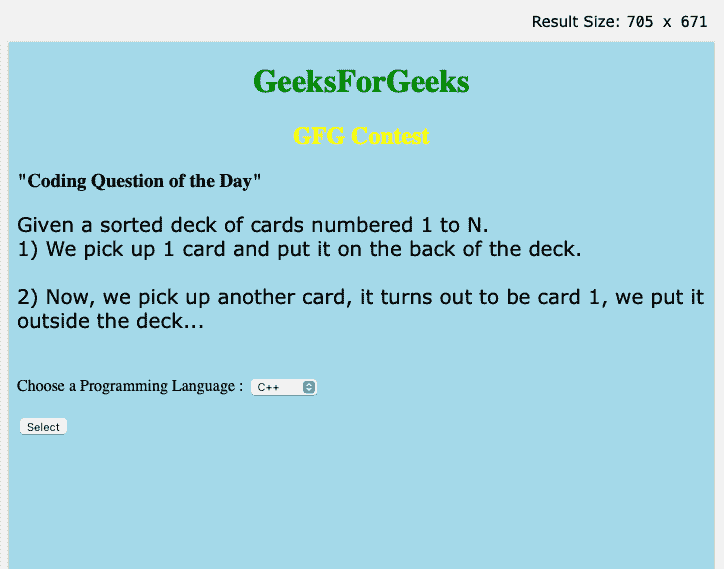 Result Size: 705 x 671
GeeksForGeeks
GFG Contest
"Coding Question of the Day"
Given a sorted deck of cards numbered 1 to N.
1) We pick up 1 card and put it on the back of the deck.
2) Now, we pick up another card, it turns out to be card 1, we put it
outside the deck...
Choose a Programming Language : C++
Select